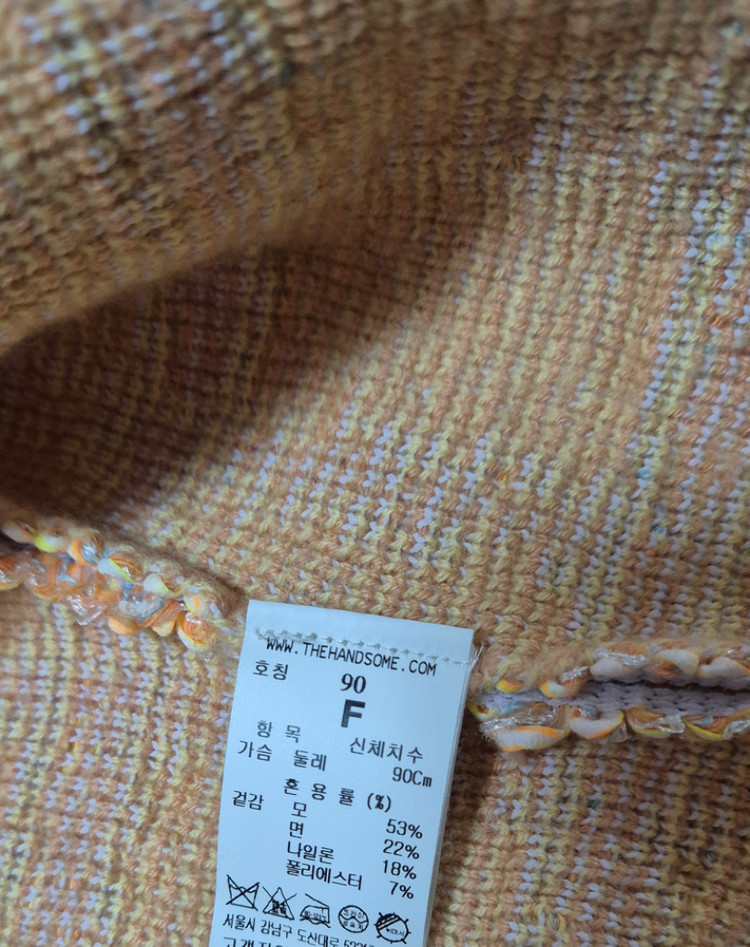 WWW.THEHANDSOME.COM
호칭 90
F
항 목 신체치수
가슴 둘레 90Cm
혼 용 률 (%)
겉감 모 53%
면 22%
나일론 18%
폴리에스터 7%
서울시 강남구 도산대로